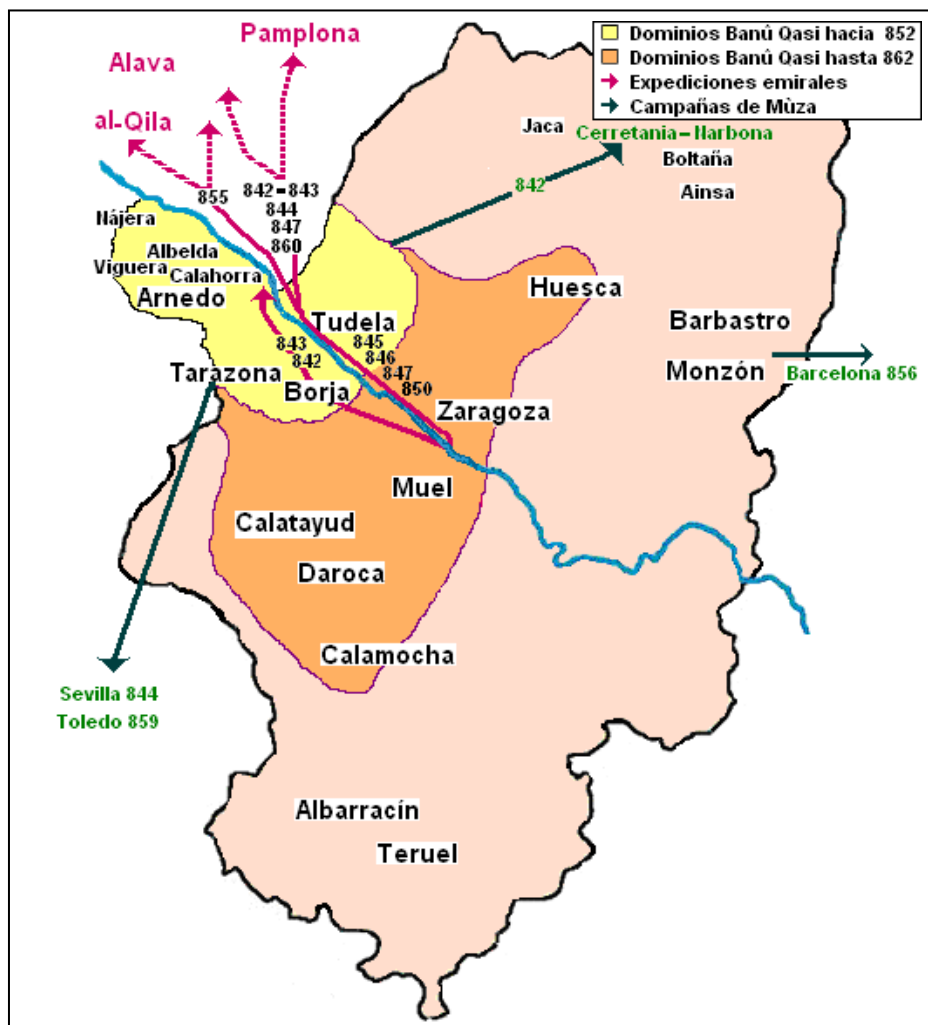 Dominios Banû Qasi hacia 852
Dominios Banû Qasi hasta 862
Expediciones emirales
Campañas de Mùza
Pamplona
Alava
al-Qila
Jaca
Cerretania-Narbona
Boltaña
Ainsa
842
855
842-843
844
847
860
Nájera
Albelda
Viguera
Calahorra
Arnedo
Huesca
Tudela
Barbastro
843
842
845
846
847
850
Tarazona
Borja
Monzón
Barcelona 856
Zaragoza
Muel
Calatayud
Daroca
Calamocha
Sevilla 844
Toledo 859
Albarracín
Teruel